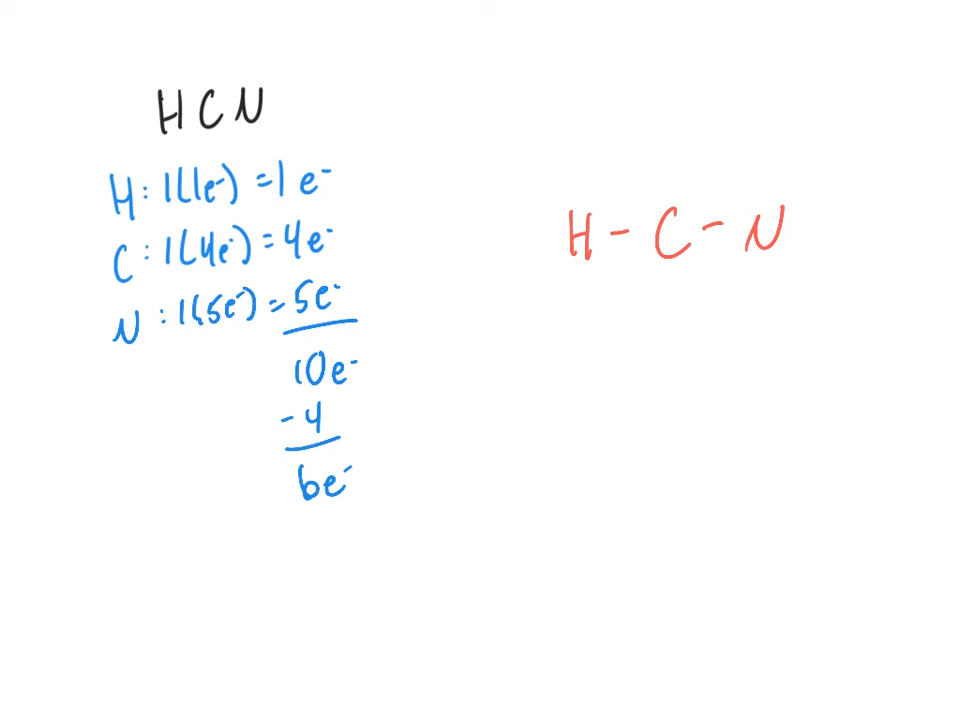 HCN
H : 1(1e⁻) = 1 e⁻
C : 1(4e⁻) = 4e⁻
N : 1(5e⁻) = 5e⁻
10e⁻
- 4
6e⁻
H - C - N